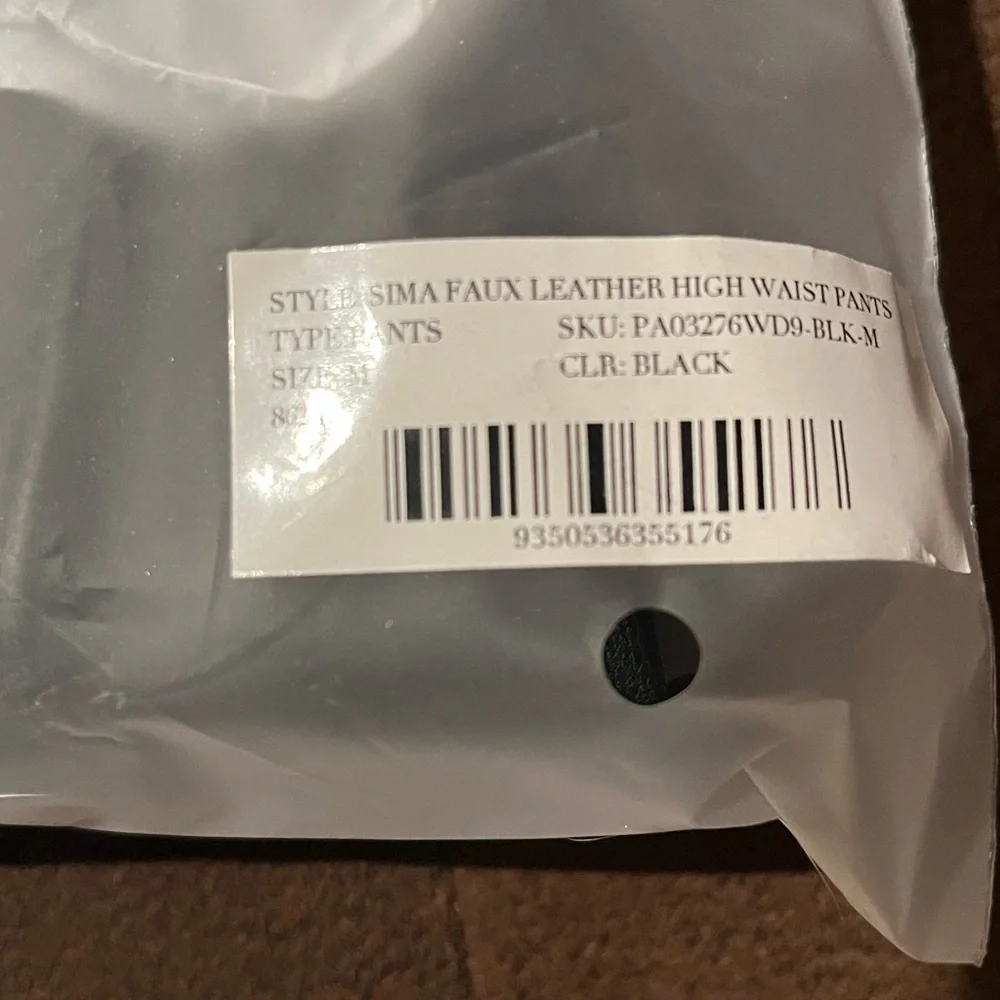 STYLE: SIMA FAUX LEATHER HIGH WAIST PANTS
TYPE: PANTS SKU: PA03276WD9-BLK-M
SIZE: M CLR: BLACK
9350536355176